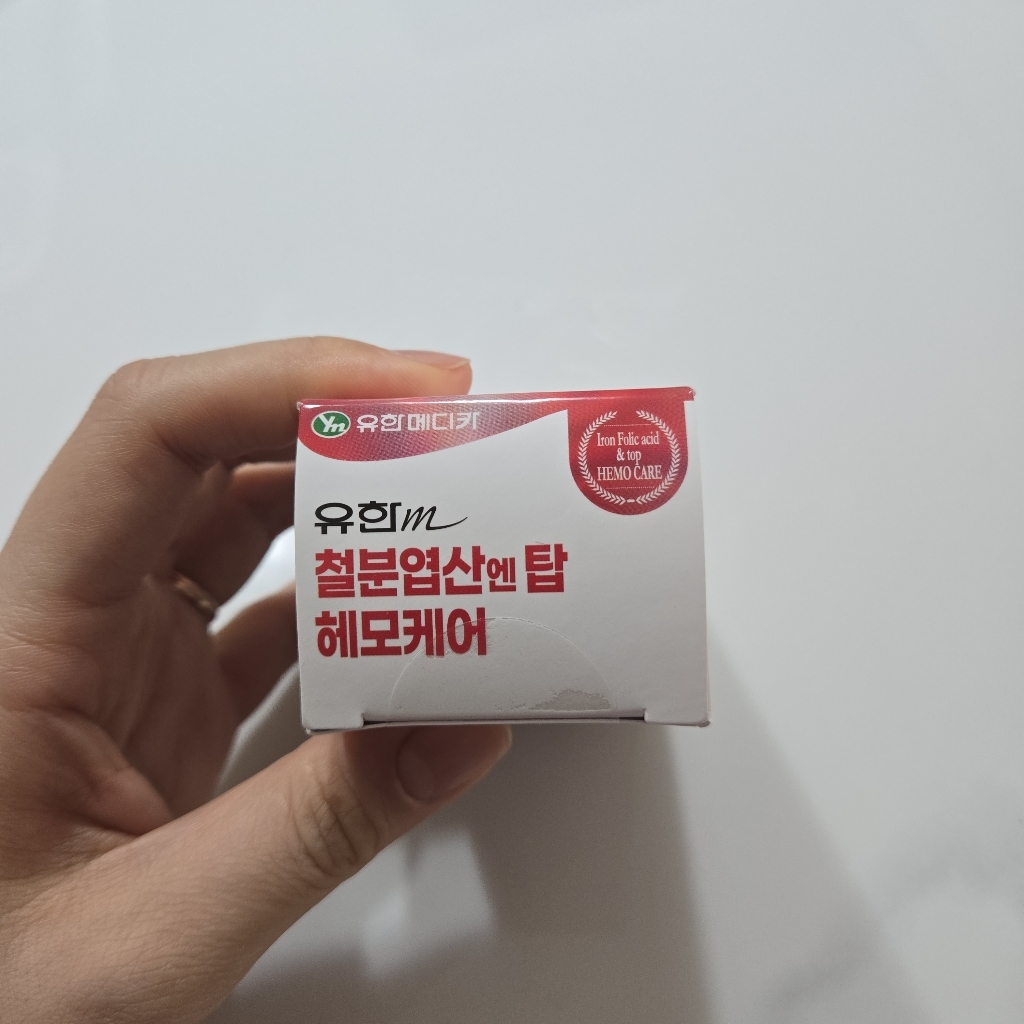 Ym 유한메디카
Iron Folic acid
& top
HEMO CARE
유한m
철분엽산엔 탑
헤모케어